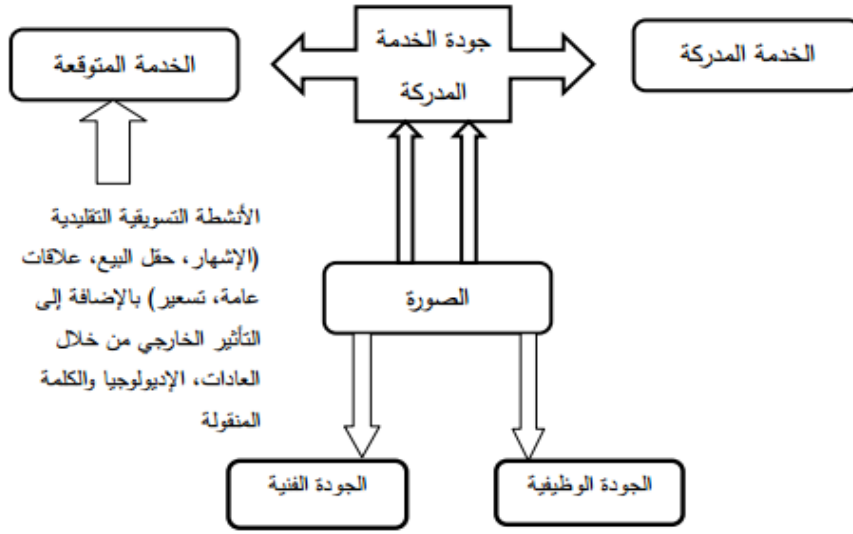 جودة الخدمة
المدركة
الخدمة المدركة
الخدمة المتوقعة
الأنشطة التسويقية التقليدية
(الإشهار، حقل البيع، علاقات
عامة، تسعير) بالإضافة إلى
التأثير الخارجي من خلال
العادات، الإديولوجيا والكلمة
المنقولة
الصورة
الجودة الوظيفية
الجودة الفنية